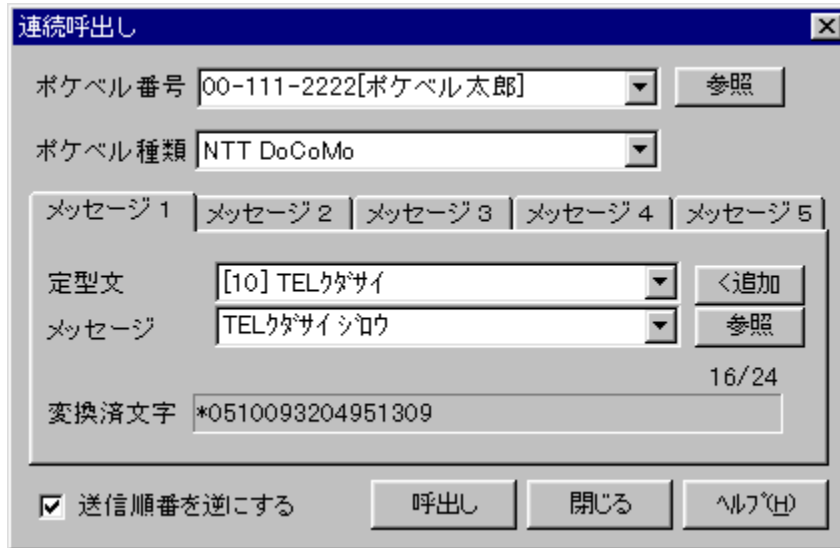 連続呼出し
ポケベル番号 00-111-2222[ポケベル太郎] 参照
ポケベル種類 NTT DoCoMo
メッセージ 1 メッセージ 2 メッセージ 3 メッセージ 4 メッセージ 5
定型文 [10] TELｸﾀﾞｻｲ <追加
メッセージ TELｸﾀﾞｻｲ ｼﾞﾛｳ 参照
16/24
変換済文字 *0510093204951309
送信順番を逆にする 呼出し 閉じる ﾍﾙﾌﾟ(H)